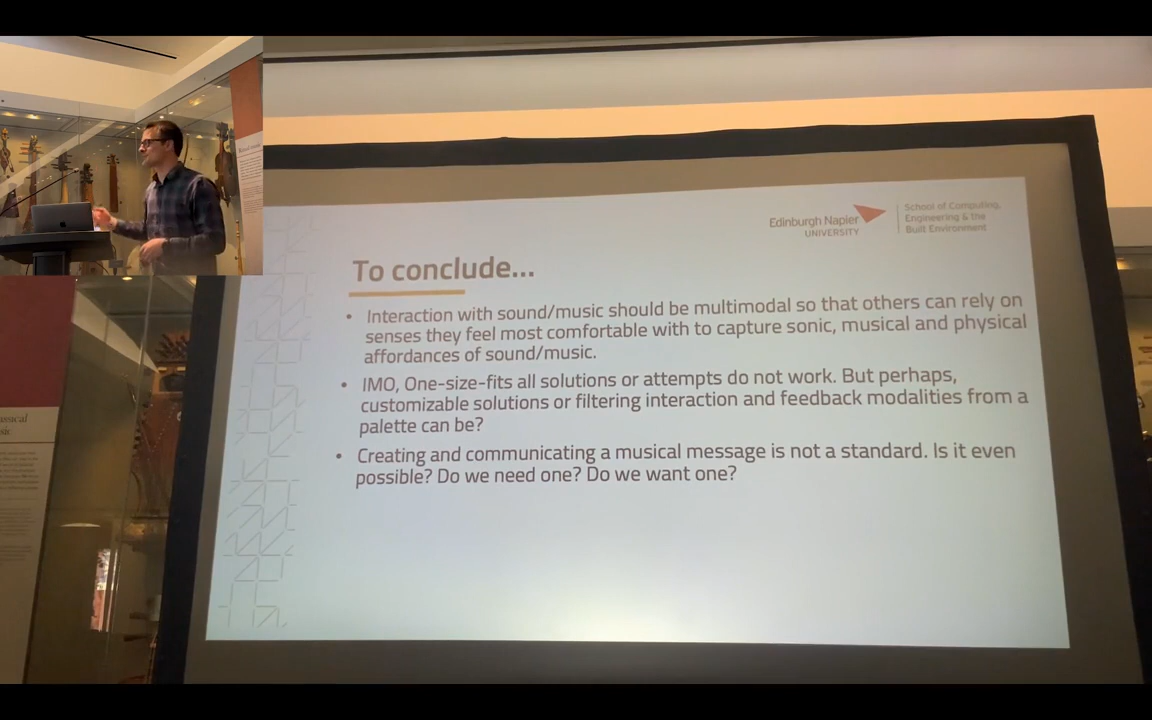 Edinburgh Napier
UNIVERSITY
School of Computing,
Engineering & the
Built Environment
To conclude...
• Interaction with sound/music should be multimodal so that others can rely on
senses they feel most comfortable with to capture sonic, musical and physical
affordances of sound/music.
• IMO, One-size-fits all solutions or attempts do not work. But perhaps,
customizable solutions or filtering interaction and feedback modalities from a
palette can be?
• Creating and communicating a musical message is not a standard. Is it even
possible? Do we need one? Do we want one?